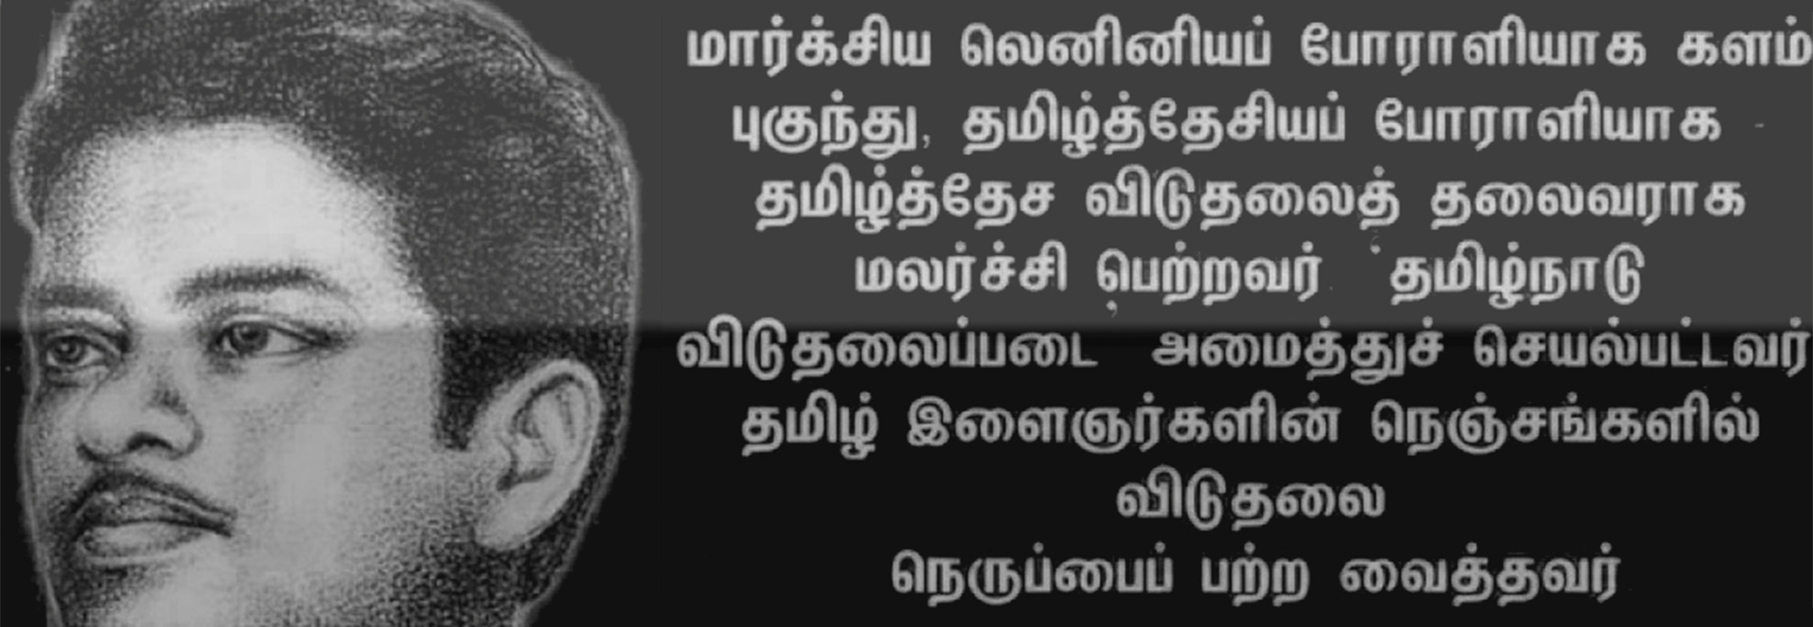 மார்க்சிய லெனினியப் போராளியாக களம்
புகுந்து, தமிழ்த்தேசியப் போராளியாக -
தமிழ்த்தேச விடுதலைத் தலைவராக
மலர்ச்சி பெற்றவர் 'தமிழ்நாடு
விடுதலைப்படை' அமைத்துச் செயல்பட்டவர்
தமிழ் இளைஞர்களின் நெஞ்சங்களில்
விடுதலை
நெருப்பைப் பற்ற வைத்தவர்